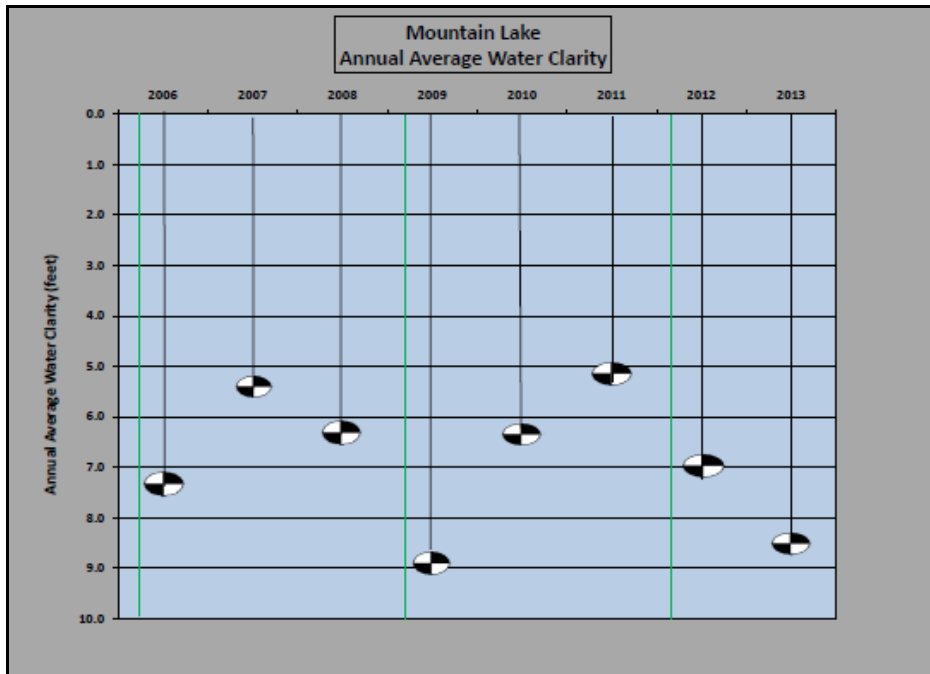 Mountain Lake
Annual Average Water Clarity
2006 2007 2008 2009 2010 2011 2012 2013
Annual Average Water Clarity (feet)
0.0
1.0
2.0
3.0
4.0
5.0
6.0
7.0
8.0
9.0
10.0